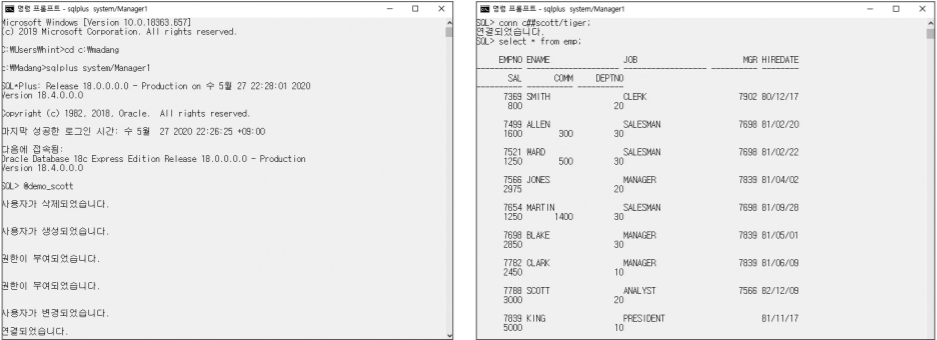 명령 프롬프트 - sqlplus system/Manager1
Microsoft Windows [Version 10.0.18363.657]
(c) 2019 Microsoft Corporation. All rights reserved.
C:₩Users₩hint>cd c:₩madang
c:₩Madang>sqlplus system/Manager1
SQL*Plus: Release 18.0.0.0.0 - Production on 수 5월 27 22:28:01 2020
Version 18.4.0.0.0
Copyright (c) 1982, 2018, Oracle. All rights reserved.
마지막 성공한 로그인 시간: 수 5월 27 2020 22:26:25 +09:00
다음에 접속됨:
Oracle Database 18c Express Edition Release 18.0.0.0.0 - Production
Version 18.4.0.0.0
SQL> @demo_scott
사용자가 삭제되었습니다.
사용자가 생성되었습니다.
권한이 부여되었습니다.
권한이 부여되었습니다.
사용자가 변경되었습니다.
연결되었습니다.
명령 프롬프트 - sqlplus system/Manager1
SQL> conn c##scott/tiger;
연결되었습니다.
SQL> select * from emp;
EMPNO ENAME JOB MGR HIREDATE
SAL COMM DEPTNO
7369 SMITH CLERK 7902 80/12/17
800 20
7499 ALLEN SALESMAN 7698 81/02/20
1600 300 30
7521 WARD SALESMAN 7698 81/02/22
1250 500 30
7566 JONES MANAGER 7839 81/04/02
2975 20
7654 MARTIN SALESMAN 7698 81/09/28
1250 1400 30
7698 BLAKE MANAGER 7839 81/05/01
2850 30
7782 CLARK MANAGER 7839 81/06/09
2450 10
7788 SCOTT ANALYST 7566 82/12/09
3000 20
7839 KING PRESIDENT 81/11/17
5000 10